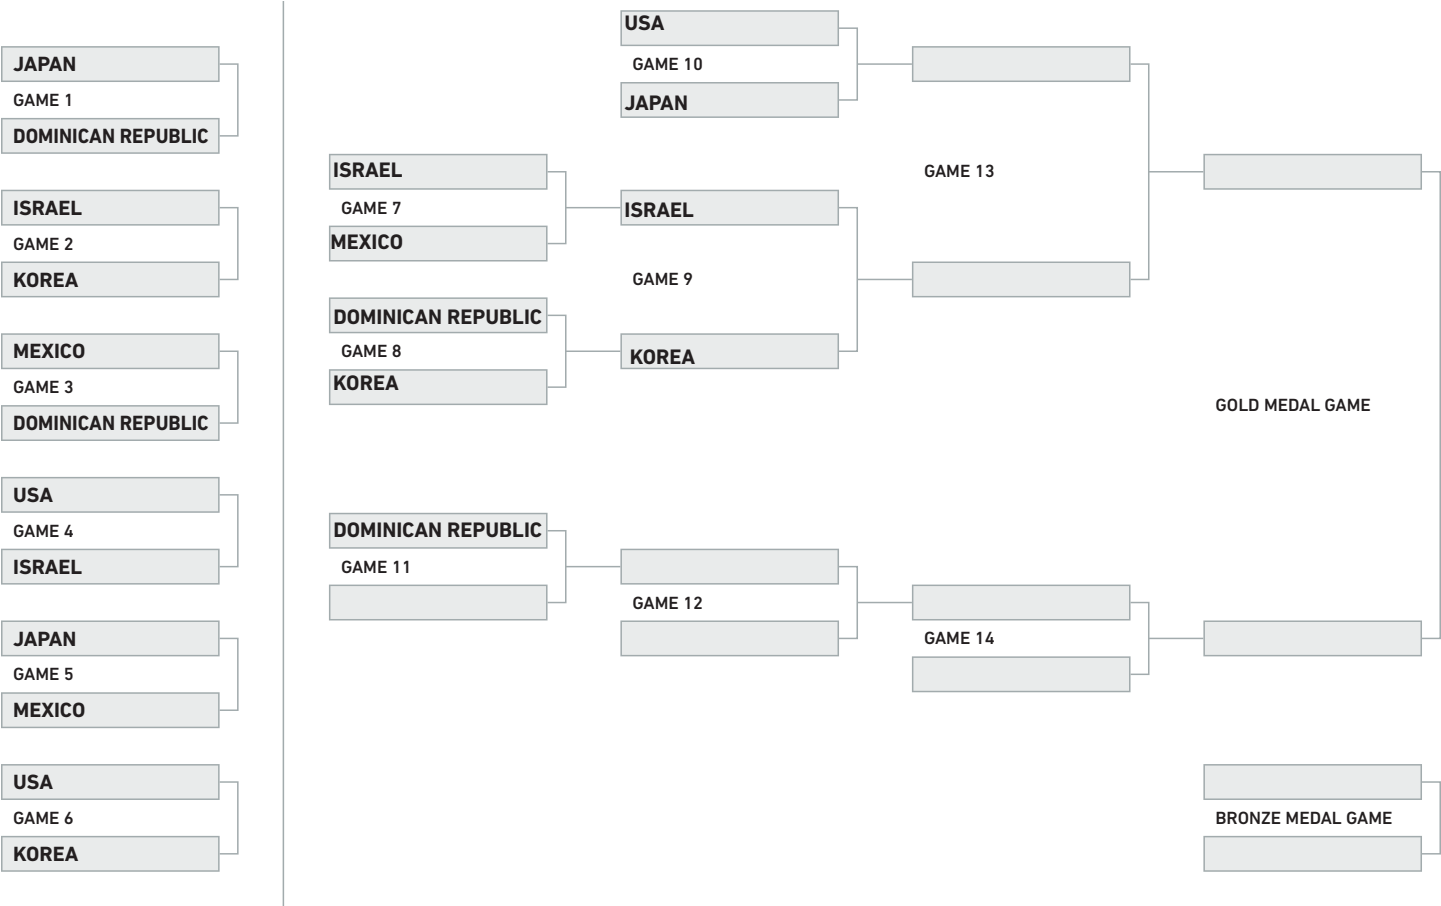 JAPAN
GAME 1
DOMINICAN REPUBLIC
ISRAEL
GAME 2
KOREA
MEXICO
GAME 3
DOMINICAN REPUBLIC
USA
GAME 4
ISRAEL
JAPAN
GAME 5
MEXICO
USA
GAME 6
KOREA
ISRAEL
GAME 7
MEXICO
DOMINICAN REPUBLIC
GAME 8
KOREA
DOMINICAN REPUBLIC
GAME 11
USA
GAME 10
JAPAN
ISRAEL
GAME 9
KOREA
GAME 12
GAME 13
GAME 14
GOLD MEDAL GAME
BRONZE MEDAL GAME